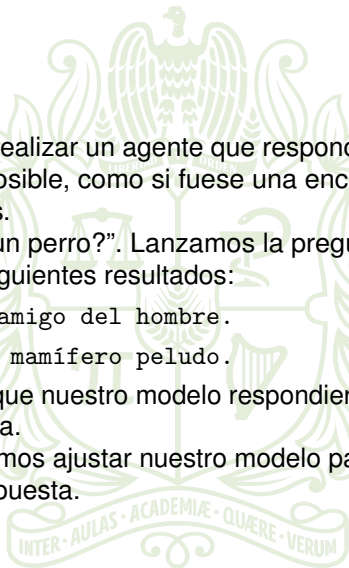 ealizar un agente que respond
osible, como si fuese una enc
s.
un perro?”. Lanzamos la pregu
guientes resultados:
amigo del hombre.
mamífero peludo.
que nuestro modelo respondier
a.
mos ajustar nuestro modelo pa
puesta.
INTER · AULAS · ACADEMIÆ · QUÆRE · VERUM